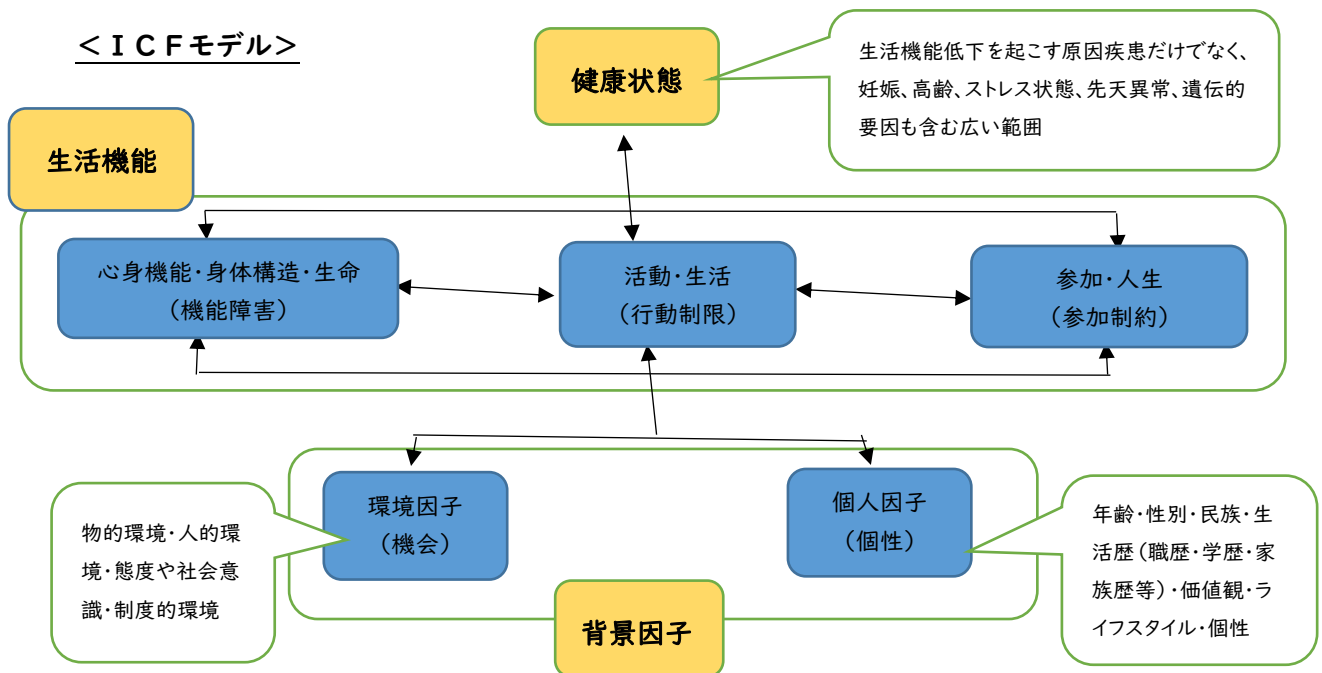 <ICFモデル>
健康状態
生活機能低下を起こす原因疾患だけでなく、
妊娠、高齢、ストレス状態、先天異常、遺伝的
要因も含む広い範囲
生活機能
心身機能・身体構造・生命
(機能障害)
活動・生活
(行動制限)
参加・人生
(参加制約)
環境因子
(機会)
個人因子
(個性)
物的環境・人的環
境・態度や社会意
識・制度的環境
年齢・性別・民族・生
活歴(職歴・学歴・家
族歴等)・価値観・ラ
イフスタイル・個性
背景因子